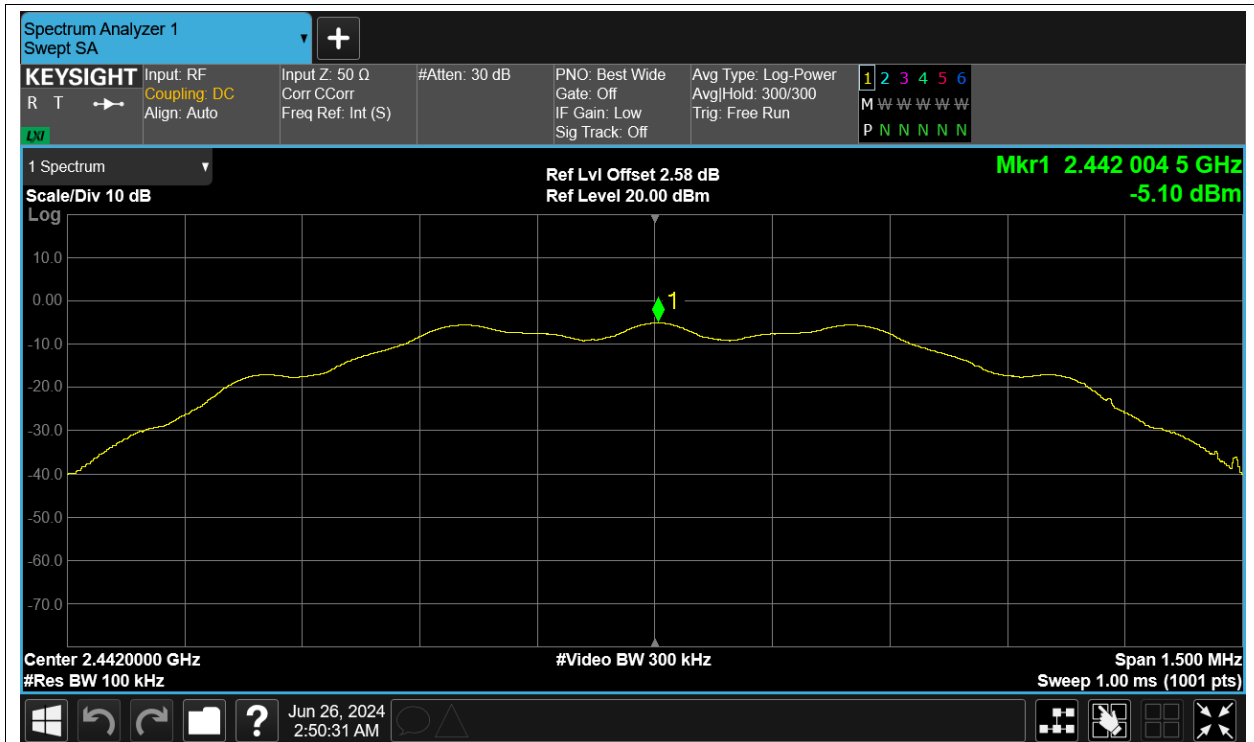 Spectrum Analyzer 1
Swept SA
KEYSIGHT
R T
LXI
Input: RF
Coupling: DC
Align: Auto
Input Z: 50 Ω
Corr CCorr
Freq Ref: Int (S)
#Atten: 30 dB
PNO: Best Wide
Gate: Off
IF Gain: Low
Sig Track: Off
Avg Type: Log-Power
Avg|Hold: 300/300
Trig: Free Run
1 2 3 4 5 6
M W W W W W
P N N N N N
1 Spectrum
Scale/Div 10 dB
Ref Lvl Offset 2.58 dB
Ref Level 20.00 dBm
Mkr1 2.442 004 5 GHz
-5.10 dBm
Log
10.0
0.00
1
-10.0
-20.0
-30.0
-40.0
-50.0
-60.0
-70.0
Center 2.4420000 GHz
#Video BW 300 kHz
Span 1.500 MHz
#Res BW 100 kHz
Sweep 1.00 ms (1001 pts)
?
Jun 26, 2024
2:50:31 AM